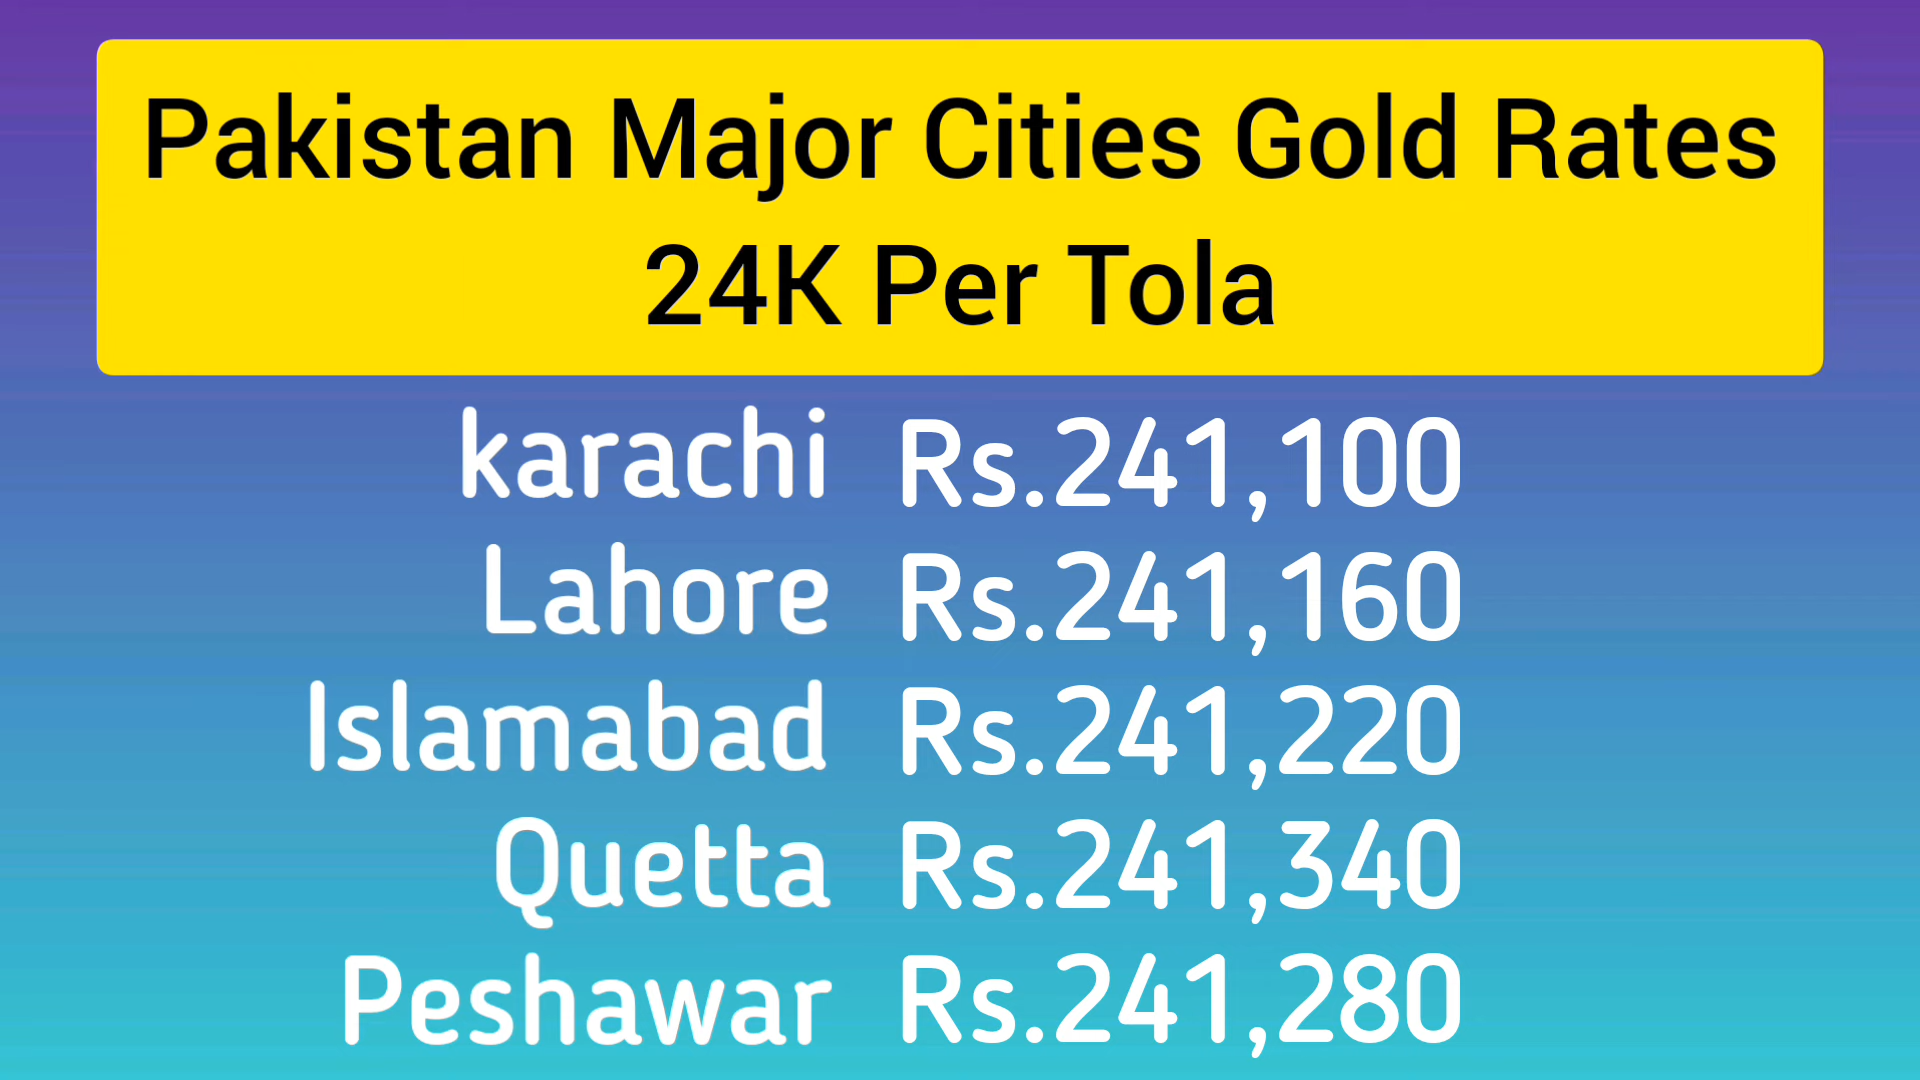 Pakistan Major Cities Gold Rates
24K Per Tola
karachi Rs.241,100
Lahore Rs.241,160
Islamabad Rs.241,220
Quetta Rs.241,340
Peshawar Rs.241,280